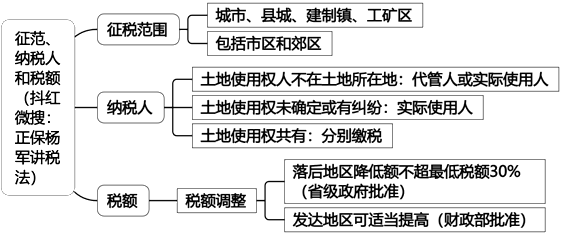 征范、
纳税人
和税额
（抖红
微搜：
正保杨
军讲税
法）
征税范围
城市、县城、建制镇、工矿区
包括市区和郊区
纳税人
土地使用权人不在土地所在地：代管人或实际使用人
土地使用权未确定或有纠纷：实际使用人
土地使用权共有：分别缴税
税额
税额调整
落后地区降低额不超最低税额30%
（省级政府批准）
发达地区可适当提高（财政部批准）